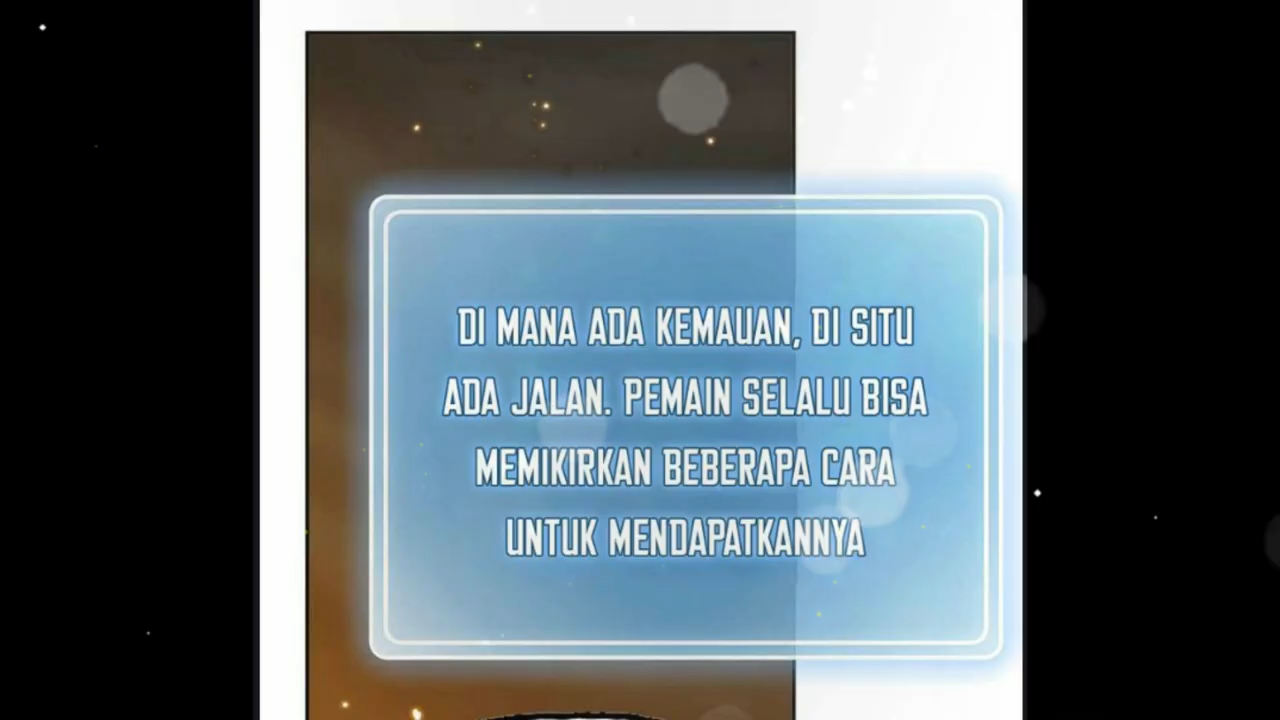 DI MANA ADA KEMAUAN, DI SITU
ADA JALAN. PEMAIN SELALU BISA
MEMIKIRKAN BEBERAPA CARA
UNTUK MENDAPATKANNYA